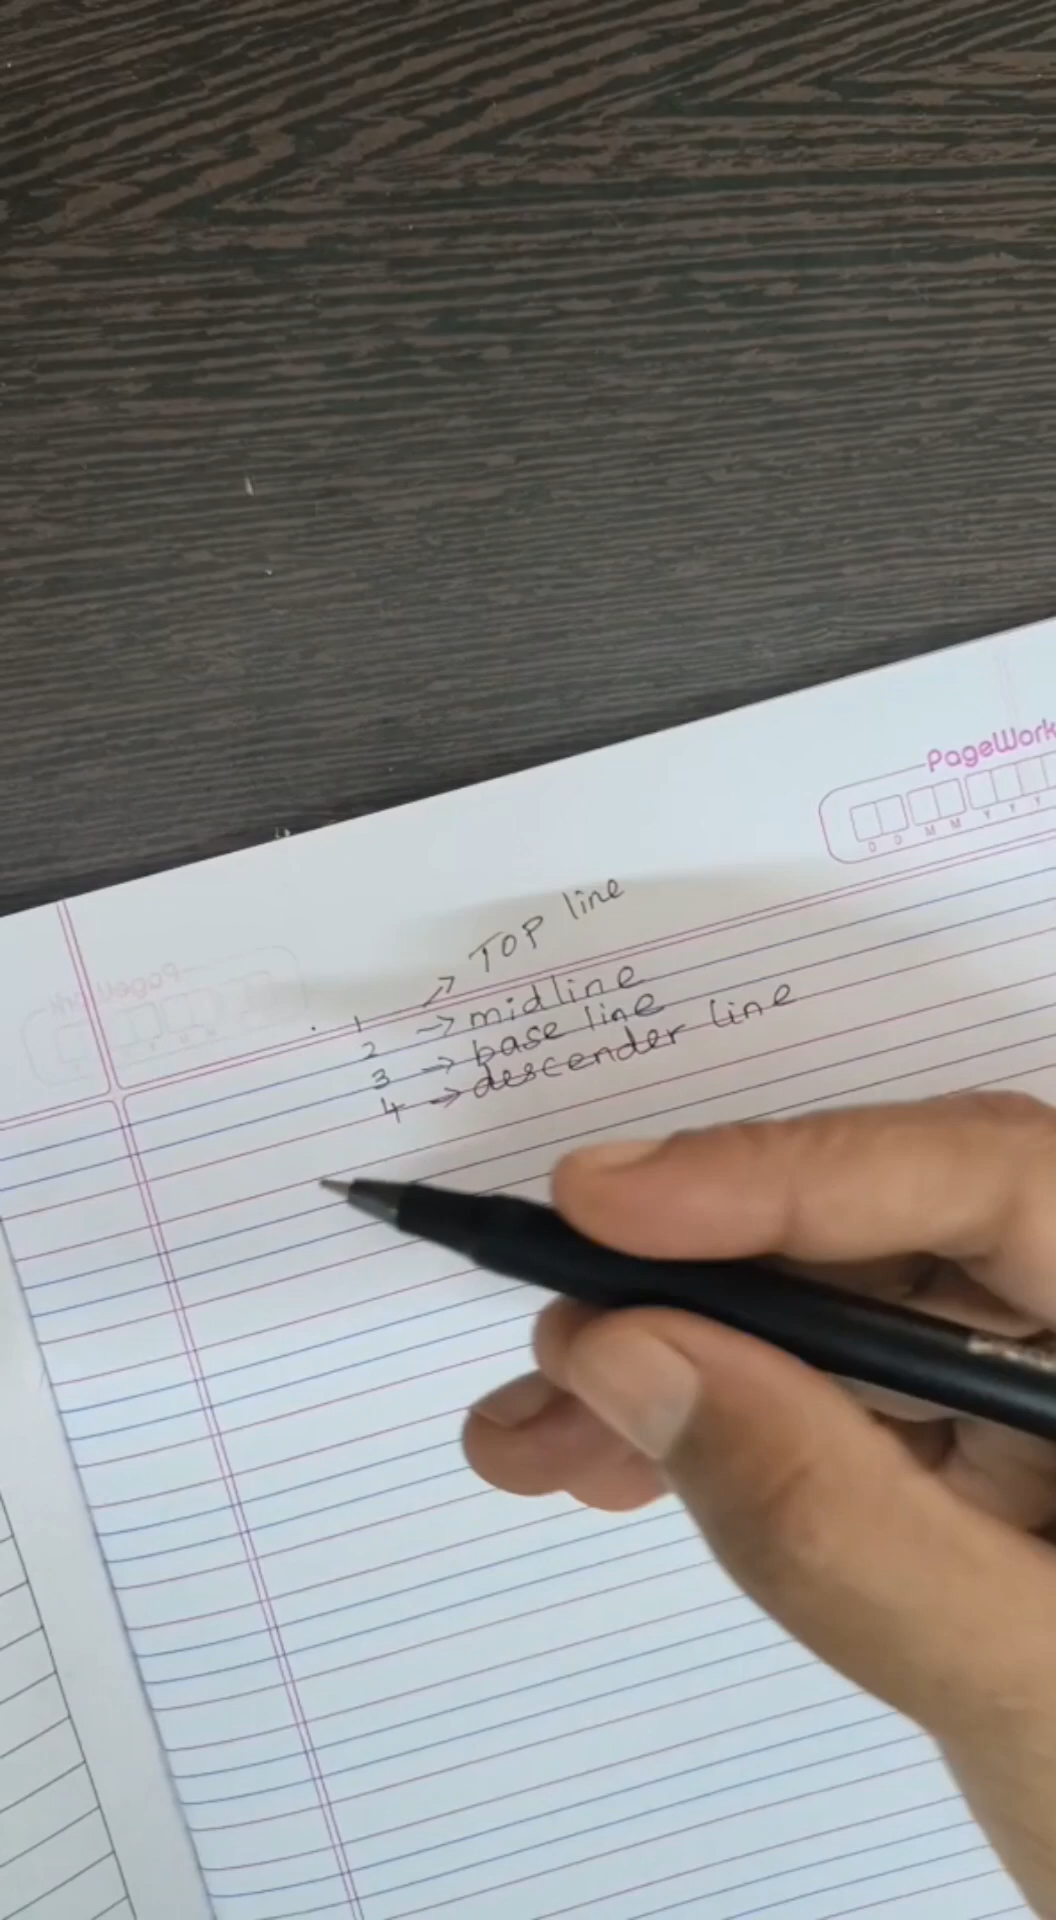 PageWork
D D M M Y Y Y
1 → TOP line
2 → midline
3 → base line
4 → descender line